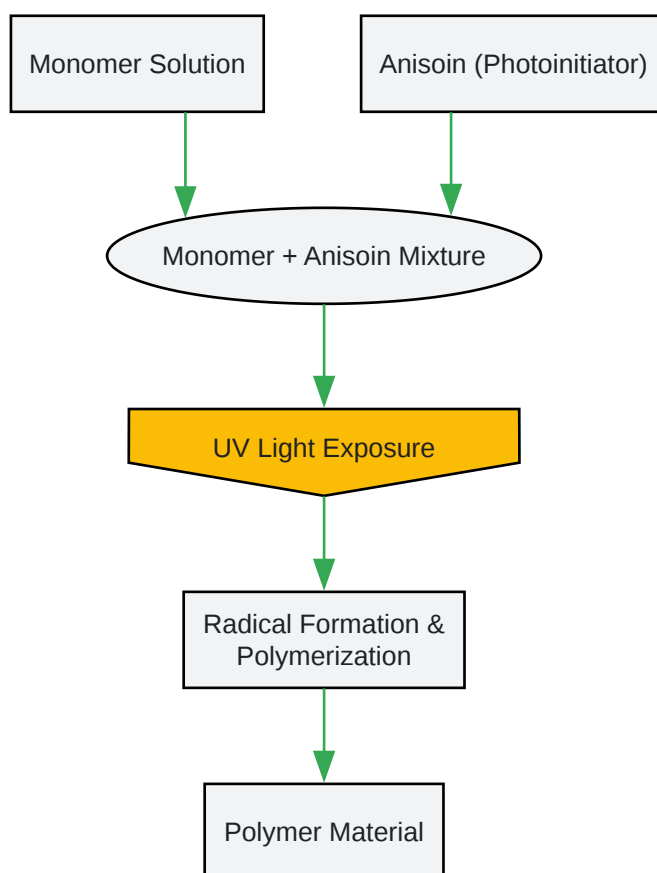 Monomer Solution
Anisoin (Photoinitiator)
Monomer + Anisoin Mixture
UV Light Exposure
Radical Formation &
Polymerization
Polymer Material